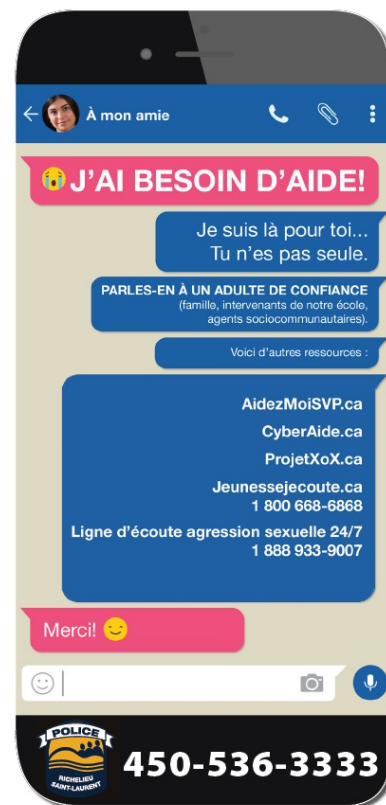 À mon amie
J'AI BESOIN D'AIDE!
Je suis là pour toi...
Tu n'es pas seule.
PARLES-EN À UN ADULTE DE CONFIANCE
(famille, intervenants de notre école,
agents sociocommunautaires).
Voici d'autres ressources :
AidezMoiSVP.ca
CyberAide.ca
ProjetXoX.ca
Jeunessejecoute.ca
1 800 668-6868
Ligne d'écoute agression sexuelle 24/7
1 888 933-9007
Merci!
POLICE
RICHELIEU
SAINT-LAURENT
450-536-3333